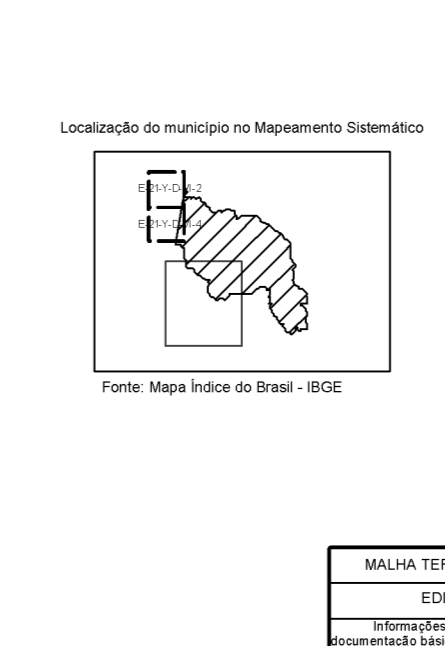 Localização do município no Mapeamento Sistemático
Fonte: Mapa Índice do Brasil - IBGE
MALHA TER
EDI
Informações
documentação bási